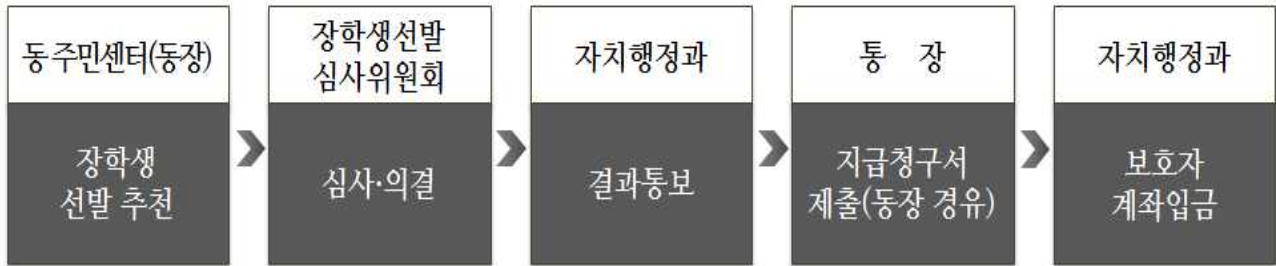 동 주민센터(동장)
장학생
선발 추천
장학생선발
심사위원회
심사·의결
자치행정과
결과통보
통 장
지급청구서
제출(동장 경유)
자치행정과
보호자
계좌입금